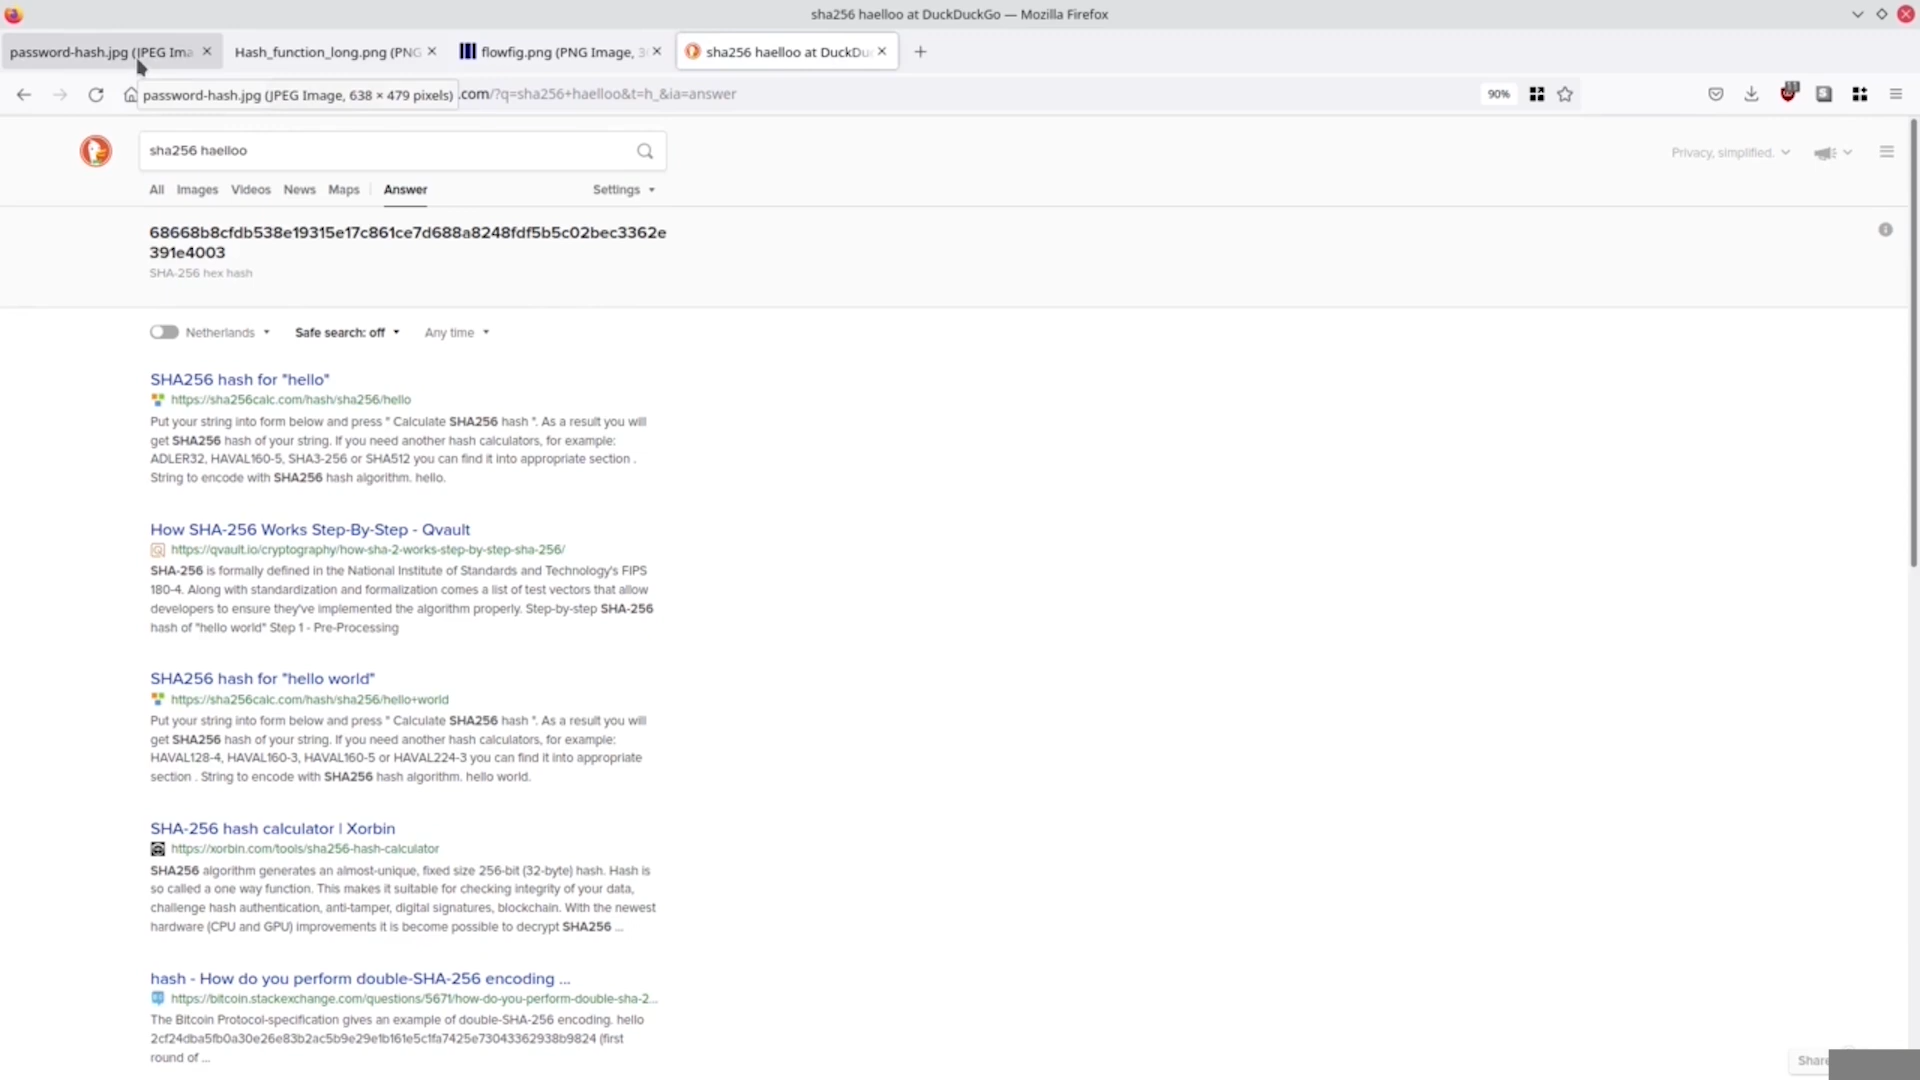 sha256 haelloo at DuckDuckGo — Mozilla Firefox
password-hash.jpg (JPEG Ima
Hash_function_long.png (PNG
flowfig.png (PNG Image, 3
sha256 haelloo at DuckDu
password-hash.jpg (JPEG Image, 638 × 479 pixels)
.com/?q=sha256+haelloo&t=h_&ia=answer
90%
sha256 haelloo
Privacy, simplified.
All Images Videos News Maps Answer Settings
68668b8cfdb538e19315e17c861ce7d688a8248fdf5b5c02bec3362e
391e4003
SHA-256 hex hash
Netherlands Safe search: off Any time
SHA256 hash for "hello"
https://sha256calc.com/hash/sha256/hello
Put your string into form below and press " Calculate SHA256 hash ". As a result you will
get SHA256 hash of your string. If you need another hash calculators, for example:
ADLER32, HAVAL160-5, SHA3-256 or SHA512 you can find it into appropriate section .
String to encode with SHA256 hash algorithm. hello.
How SHA-256 Works Step-By-Step - Qvault
https://qvault.io/cryptography/how-sha-2-works-step-by-step-sha-256/
SHA-256 is formally defined in the National Institute of Standards and Technology's FIPS
180-4. Along with standardization and formalization comes a list of test vectors that allow
developers to ensure they've implemented the algorithm properly. Step-by-step SHA-256
hash of "hello world" Step 1 - Pre-Processing
SHA256 hash for "hello world"
https://sha256calc.com/hash/sha256/hello+world
Put your string into form below and press " Calculate SHA256 hash ". As a result you will
get SHA256 hash of your string. If you need another hash calculators, for example:
HAVAL128-4, HAVAL160-3, HAVAL160-5 or HAVAL224-3 you can find it into appropriate
section . String to encode with SHA256 hash algorithm. hello world.
SHA-256 hash calculator | Xorbin
https://xorbin.com/tools/sha256-hash-calculator
SHA256 algorithm generates an almost-unique, fixed size 256-bit (32-byte) hash. Hash is
so called a one way function. This makes it suitable for checking integrity of your data,
challenge hash authentication, anti-tamper, digital signatures, blockchain. With the newest
hardware (CPU and GPU) improvements it is become possible to decrypt SHA256 ...
hash - How do you perform double-SHA-256 encoding ...
https://bitcoin.stackexchange.com/questions/5671/how-do-you-perform-double-sha-2...
The Bitcoin Protocol-specification gives an example of double-SHA-256 encoding. hello
2cf24dba5fb0a30e26e83b2ac5b9e29e1b161e5c1fa7425e73043362938b9824 (first
round of ...
Share